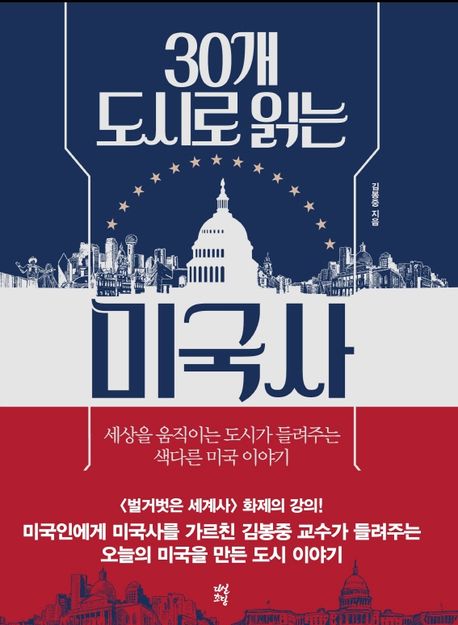 30개
도시로 읽는
김봉중 지음
미국사
세상을 움직이는 도시가 들려주는
색다른 미국 이야기
〈벌거벗은 세계사〉 화제의 강의!
미국인에게 미국사를 가르친 김봉중 교수가 들려주는
오늘의 미국을 만든 도시 이야기
다산
초당